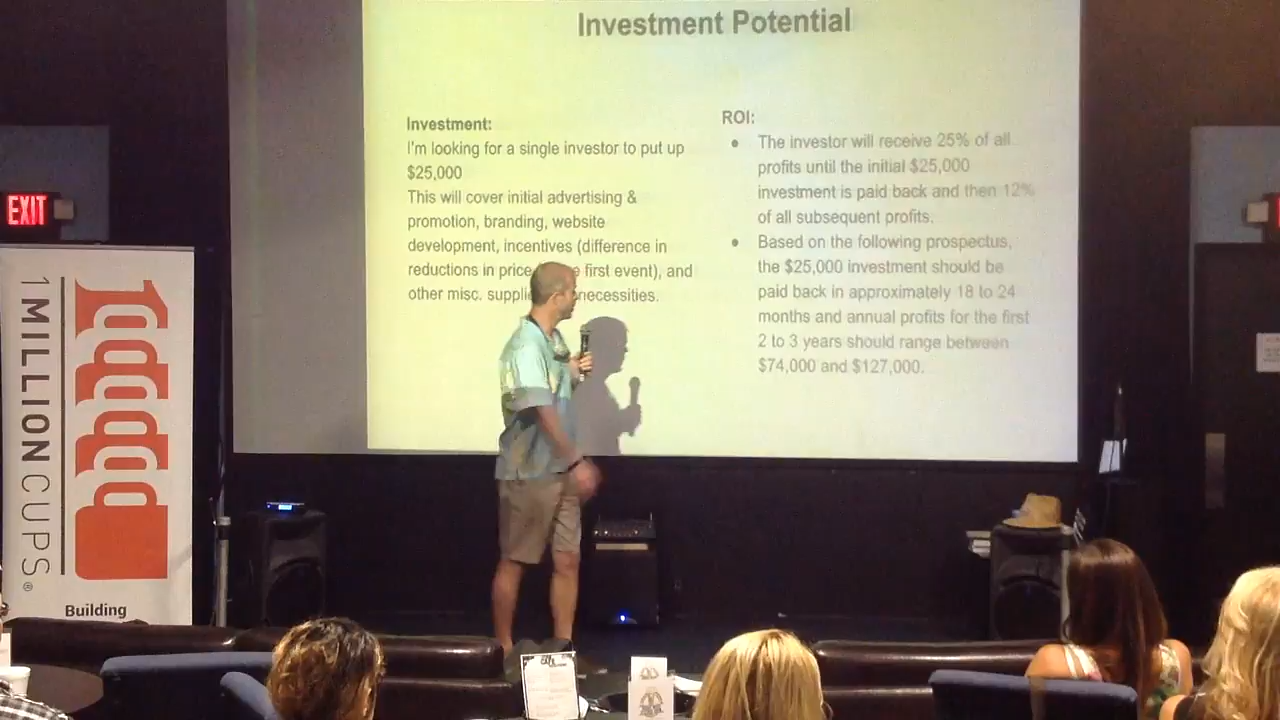 Investment Potential
Investment:
I'm looking for a single investor to put up
$25,000
This will cover initial advertising &
promotion, branding, website
development, incentives (difference in
reductions in price first event), and
other misc. necessities.
ROI:
The investor will receive 25% of all
profits until the initial $25,000
investment is paid back and then 12%
of all subsequent profits.
Based on the following prospectus,
the $25,000 investment should be
paid back in approximately 18 to 24
months and annual profits for the first
2 to 3 years should range between
$74,000 and $127,000.
EXIT
1 MILLION CUPS®
Building